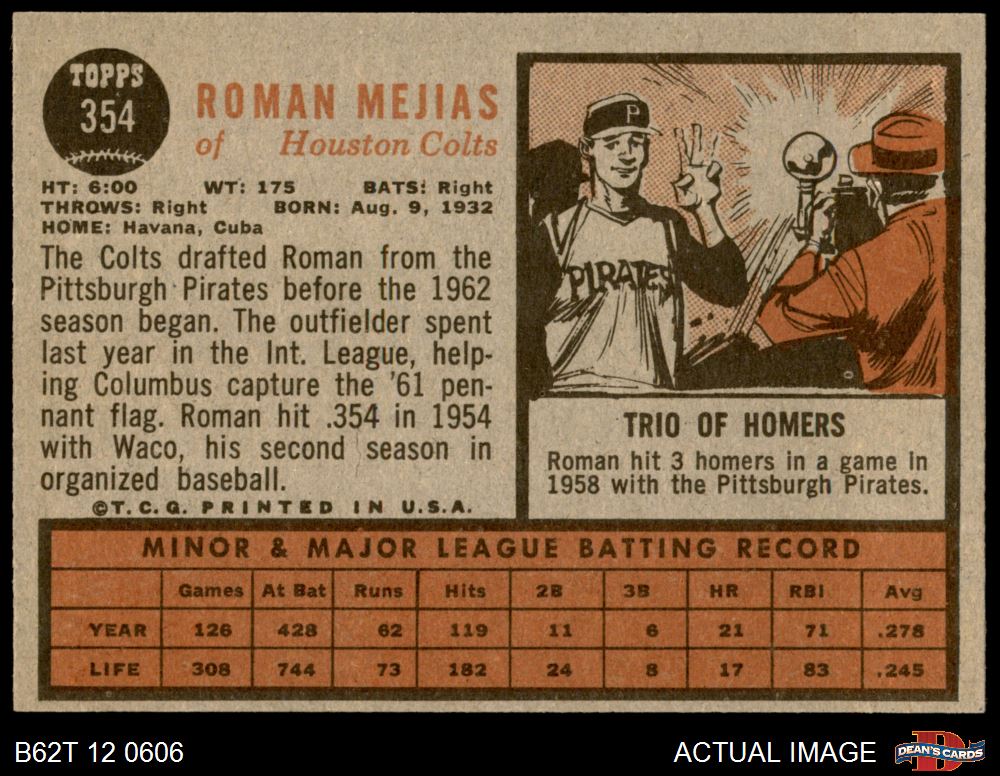 TOPPS
354
ROMAN MEJIAS
of Houston Colts
HT: 6:00 WT: 175 BATS: Right
THROWS: Right BORN: Aug. 9, 1932
HOME: Havana, Cuba
The Colts drafted Roman from the
Pittsburgh Pirates before the 1962
season began. The outfielder spent
last year in the Int. League, help-
ing Columbus capture the '61 pen-
nant flag. Roman hit .354 in 1954
with Waco, his second season in
organized baseball.
©T.C.G. PRINTED IN U.S.A.
P
PIRATES
TRIO OF HOMERS
Roman hit 3 homers in a game in
1958 with the Pittsburgh Pirates.
MINOR & MAJOR LEAGUE BATTING RECORD
Games At Bat Runs Hits 2B 3B HR RBI Avg
YEAR 126 428 62 119 11 6 21 71 .278
LIFE 308 744 73 182 24 8 17 83 .245
B62T 12 0606
ACTUAL IMAGE
D
DEAN'S CARDS